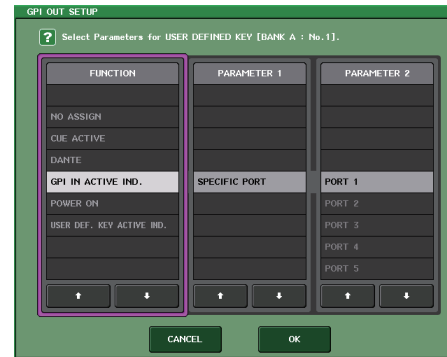 GPI OUT SETUP
? Select Parameters for USER DEFINED KEY [BANK A : No.1].
FUNCTION
NO ASSIGN
CUE ACTIVE
DANTE
GPI IN ACTIVE IND.
POWER ON
USER DEF. KEY ACTIVE IND.
PARAMETER 1
SPECIFIC PORT
PARAMETER 2
PORT 1
PORT 2
PORT 3
PORT 4
PORT 5
CANCEL
OK